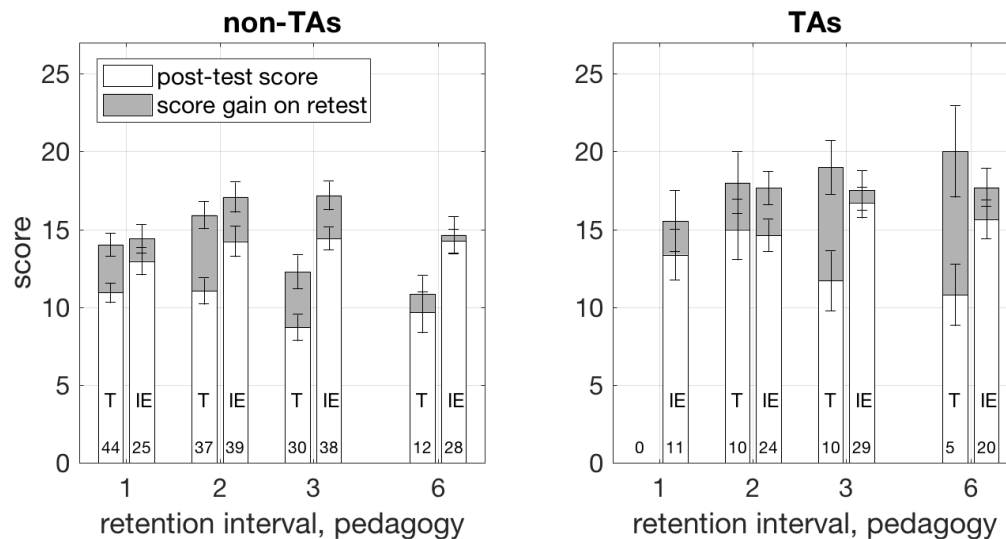 non-TAs
25
20
15
10
5
0
score
post-test score
score gain on retest
T IE T IE T IE T IE
44 25 37 39 30 38 12 28
1 2 3 6
retention interval, pedagogy
TAs
25
20
15
10
5
0
IE T IE T IE T IE
0 11 10 24 10 29 5 20
1 2 3 6
retention interval, pedagogy